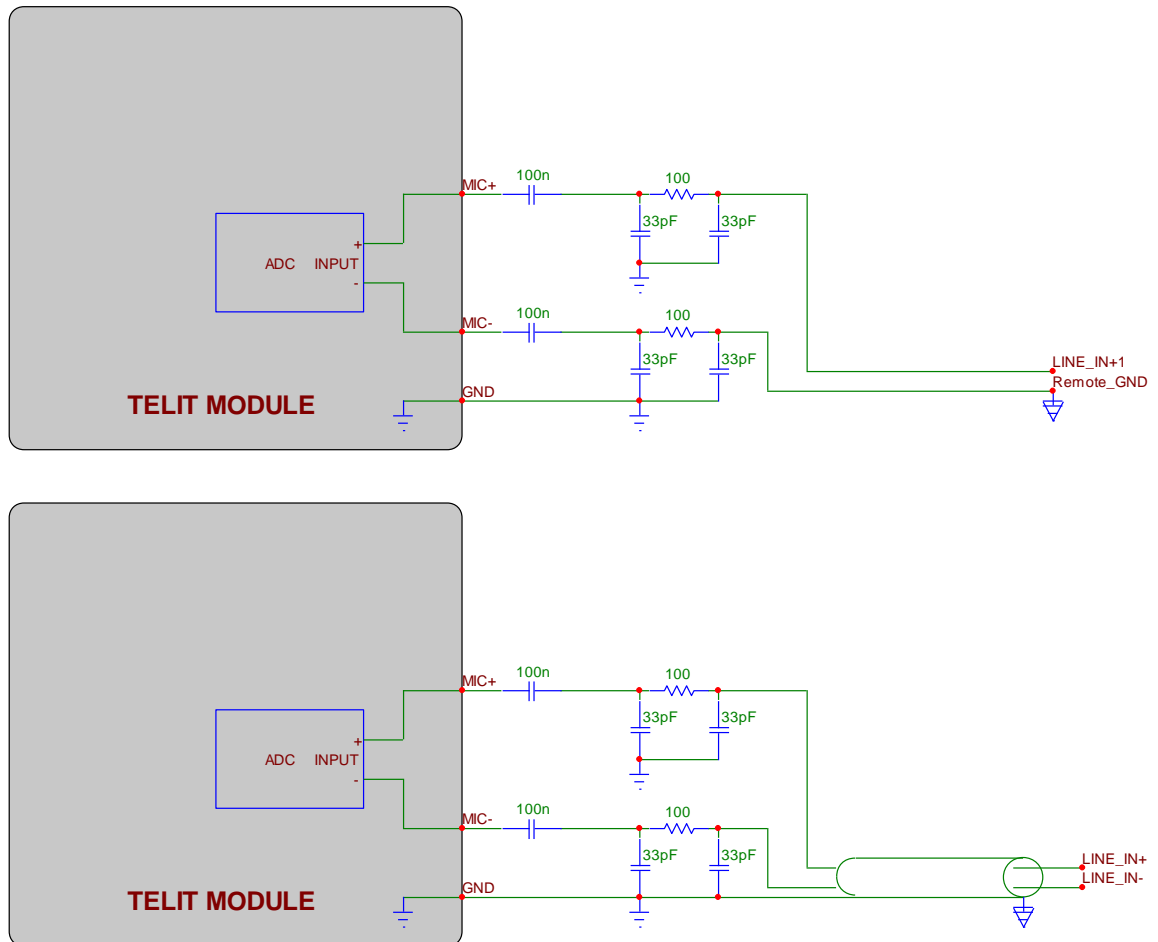 MIC+
100n
100
33pF
33pF
+
ADC INPUT
-
MIC-
100n
100
33pF
33pF
LINE_IN+1
Remote_GND
GND
TELIT MODULE
MIC+
100n
100
33pF
33pF
+
ADC INPUT
-
MIC-
100n
100
33pF
33pF
LINE_IN+
LINE_IN-
GND
TELIT MODULE